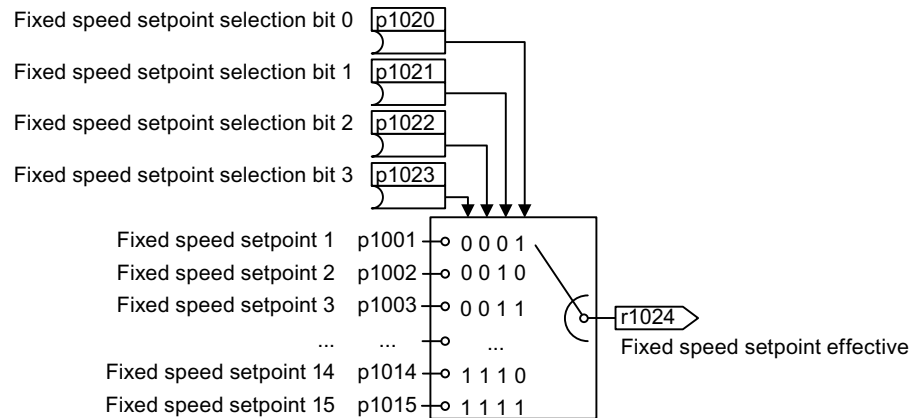 Fixed speed setpoint selection bit 0 p1020
Fixed speed setpoint selection bit 1 p1021
Fixed speed setpoint selection bit 2 p1022
Fixed speed setpoint selection bit 3 p1023
Fixed speed setpoint 1 p1001 0 0 0 1
Fixed speed setpoint 2 p1002 0 0 1 0
Fixed speed setpoint 3 p1003 0 0 1 1
r1024
... ... ...
Fixed speed setpoint effective
Fixed speed setpoint 14 p1014 1 1 1 0
Fixed speed setpoint 15 p1015 1 1 1 1